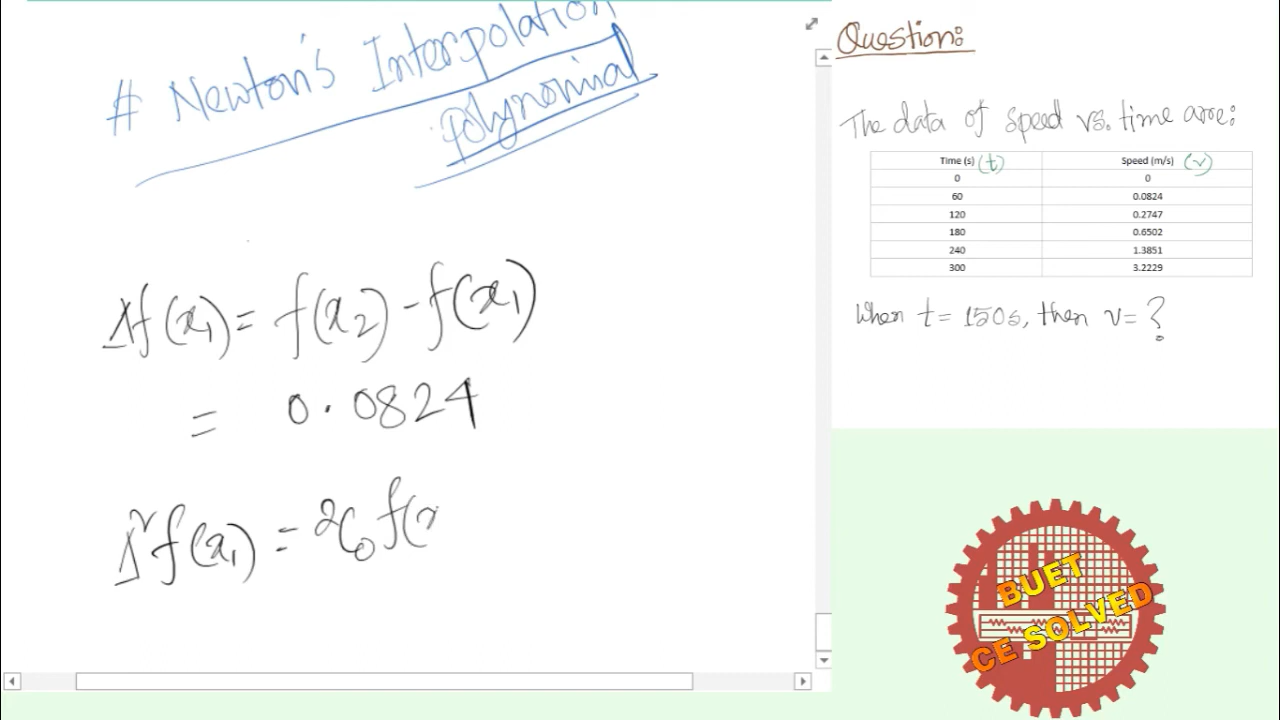 # Newton's Interpolation
polynomial
Δf(x₁) = f(x₂) - f(x₁)
= 0.0824
Δ²f(x₁) = ²C₀ f(x
Question:
The data of speed vs. time are:
Time (s) (t) Speed (m/s) (v)
0 0
60 0.0824
120 0.2747
180 0.6502
240 1.3851
300 3.2229
When t = 150s, then v = ?
BUET
CE SOLVED